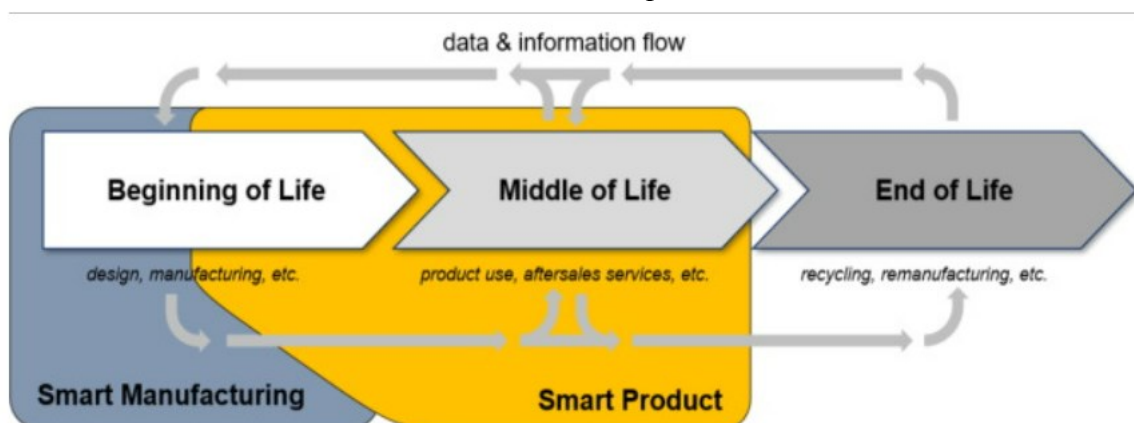 data & information flow
Beginning of Life
Middle of Life
End of Life
design, manufacturing, etc.
product use, aftersales services, etc.
recycling, remanufacturing, etc.
Smart Manufacturing
Smart Product